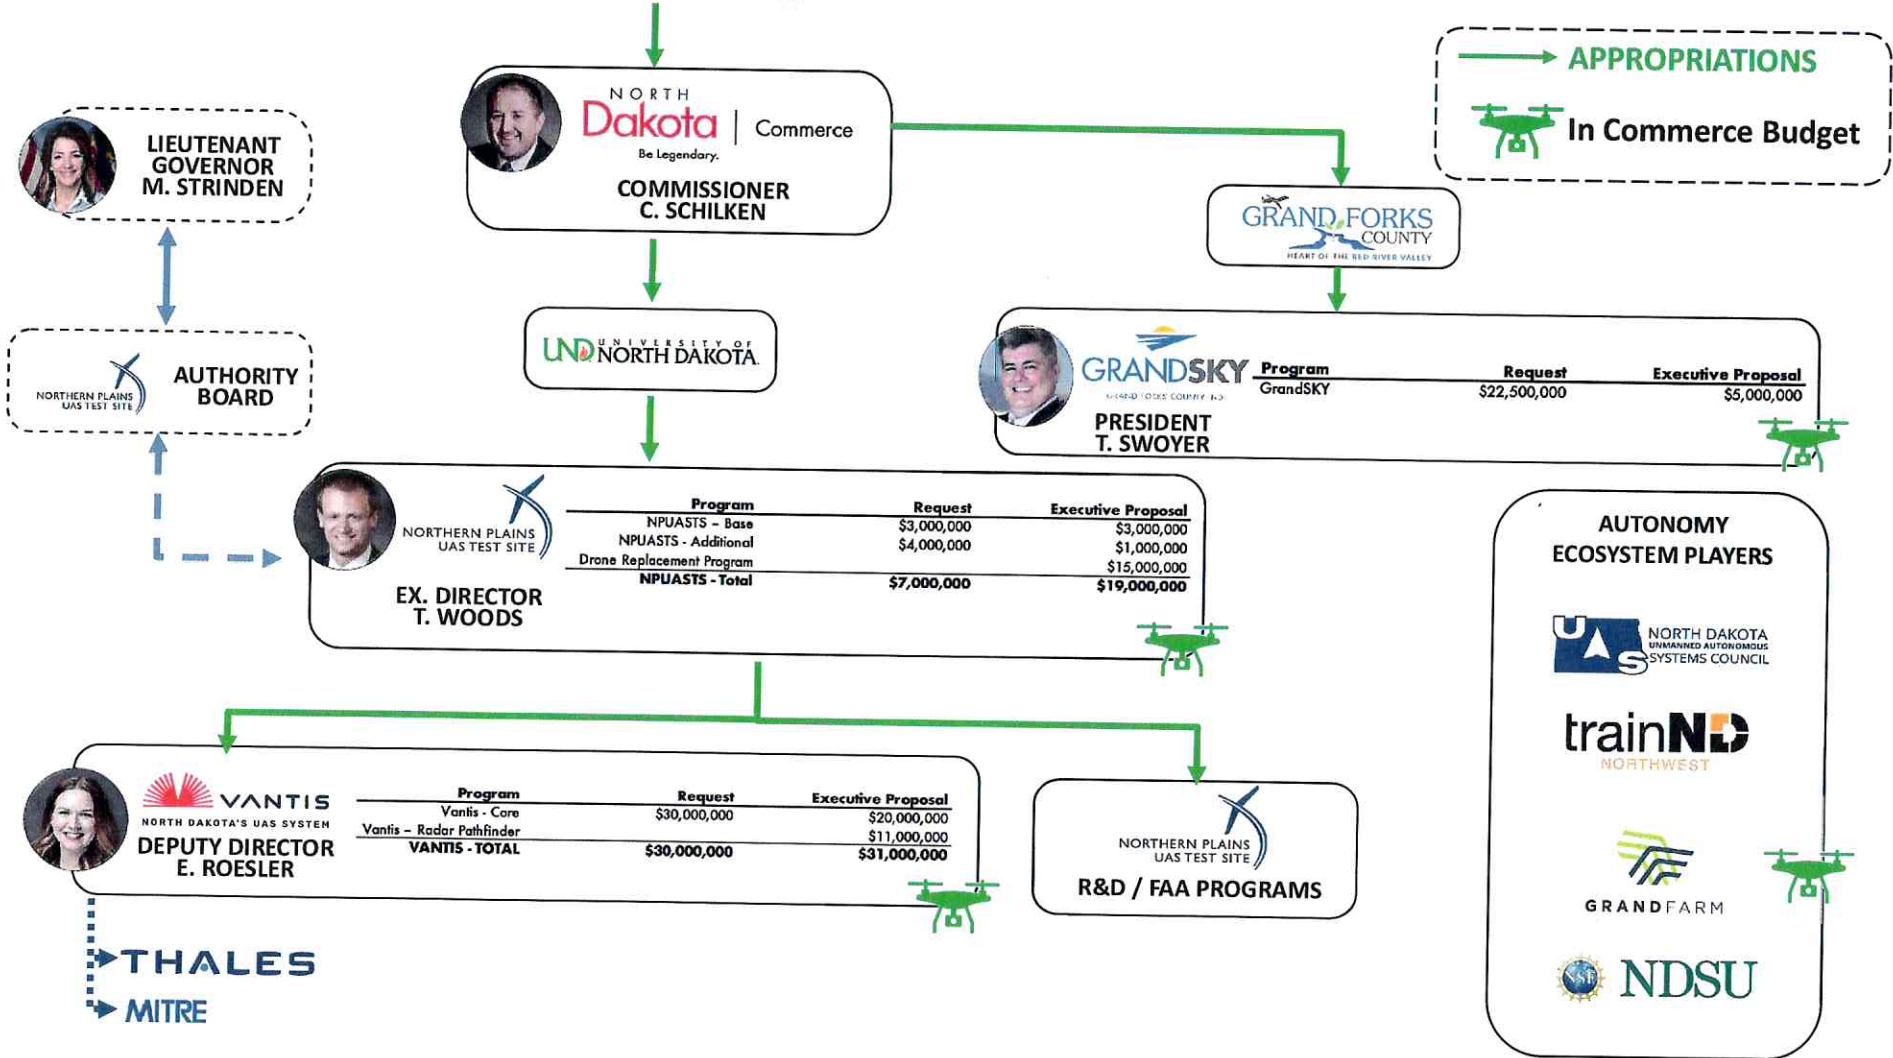 APPROPRIATIONS
In Commerce Budget
NORTH
Dakota | Commerce
Be Legendary.
COMMISSIONER
C. SCHILKEN
LIEUTENANT
GOVERNOR
M. STRINDEN
GRAND FORKS
COUNTY
HEART OF THE RED RIVER VALLEY
UND UNIVERSITY OF
NORTH DAKOTA.
NORTHERN PLAINS
UAS TEST SITE
AUTHORITY
BOARD
GRANDSKY
GRAND FORKS COUNTY, ND
PRESIDENT
T. SWOYER
Program Request Executive Proposal
GrandSKY $22,500,000 $5,000,000
NORTHERN PLAINS
UAS TEST SITE
EX. DIRECTOR
T. WOODS
Program Request Executive Proposal
NPUASTS – Base $3,000,000 $3,000,000
NPUASTS - Additional $4,000,000 $1,000,000
Drone Replacement Program $15,000,000
NPUASTS - Total $7,000,000 $19,000,000
AUTONOMY
ECOSYSTEM PLAYERS
UAS
NORTH DAKOTA
UNMANNED AUTONOMOUS
SYSTEMS COUNCIL
trainND
NORTHWEST
GRANDFARM
NSF NDSU
VANTIS
NORTH DAKOTA'S UAS SYSTEM
DEPUTY DIRECTOR
E. ROESLER
Program Request Executive Proposal
Vantis - Core $30,000,000 $20,000,000
Vantis – Radar Pathfinder $11,000,000
VANTIS - TOTAL $30,000,000 $31,000,000
NORTHERN PLAINS
UAS TEST SITE
R&D / FAA PROGRAMS
THALES
MITRE